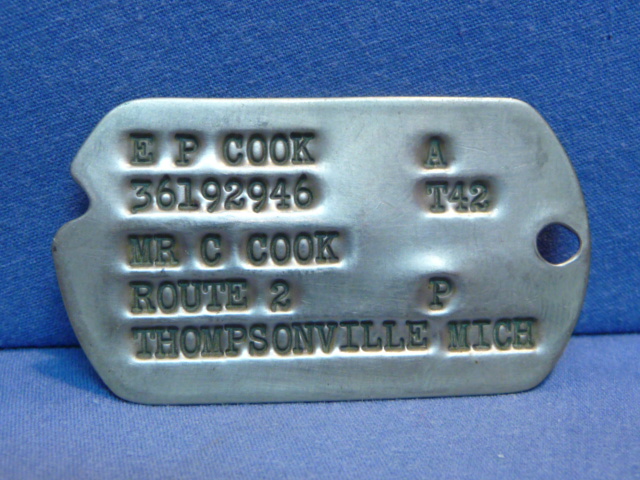 E P COOK A
36192946 T42
MR C COOK
ROUTE 2 P
THOMPSONVILLE MICH